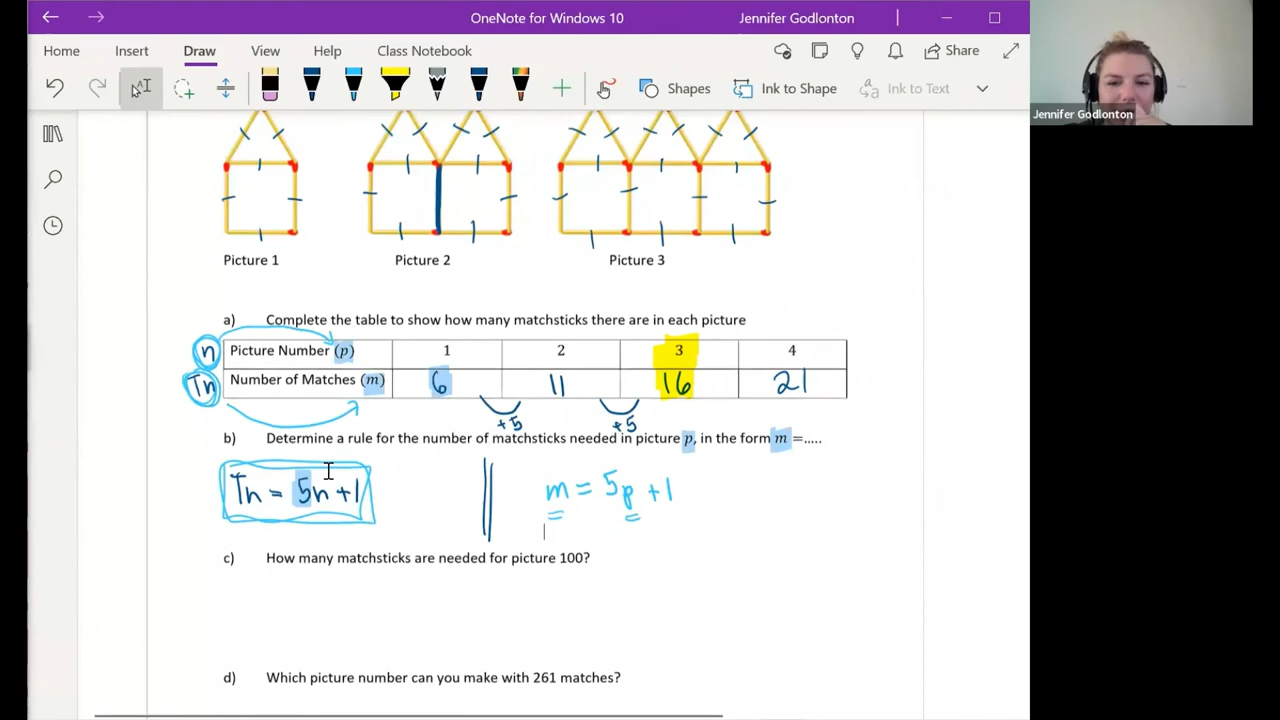 OneNote for Windows 10
Jennifer Godlonton
Home Insert Draw View Help Class Notebook Share
Shapes Ink to Shape Ink to Text
Jennifer Godlonton
Picture 1 Picture 2 Picture 3
a) Complete the table to show how many matchsticks there are in each picture
n Picture Number (p) 1 2 3 4
Tn Number of Matches (m) 6 11 16 21
+5 +5
b) Determine a rule for the number of matchsticks needed in picture p, in the form m =.....
Tn = 5n +1 m = 5p +1
c) How many matchsticks are needed for picture 100?
d) Which picture number can you make with 261 matches?